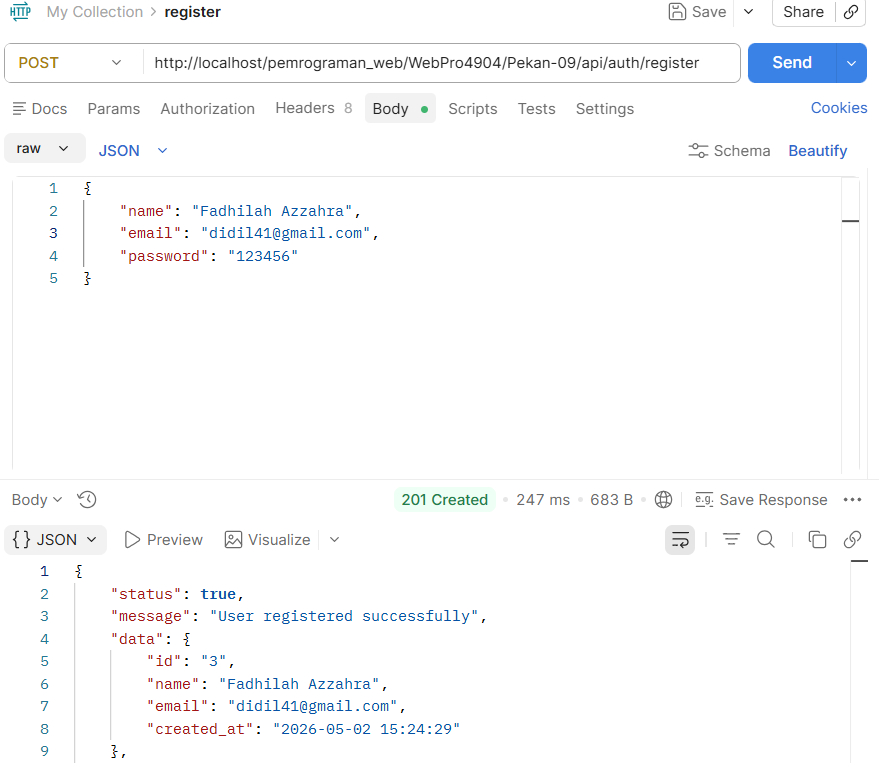 HTTP My Collection > register Save Share
POST http://localhost/pemrograman_web/WebPro4904/Pekan-09/api/auth/register Send
Docs Params Authorization Headers 8 Body Scripts Tests Settings Cookies
raw JSON Schema Beautify
1 {
2 "name": "Fadhilah Azzahra",
3 "email": "didil41@gmail.com",
4 "password": "123456"
5 }
Body 201 Created 247 ms 683 B e.g. Save Response
{} JSON Preview Visualize
1 {
2 "status": true,
3 "message": "User registered successfully",
4 "data": {
5 "id": "3",
6 "name": "Fadhilah Azzahra",
7 "email": "didil41@gmail.com",
8 "created_at": "2026-05-02 15:24:29"
9 },